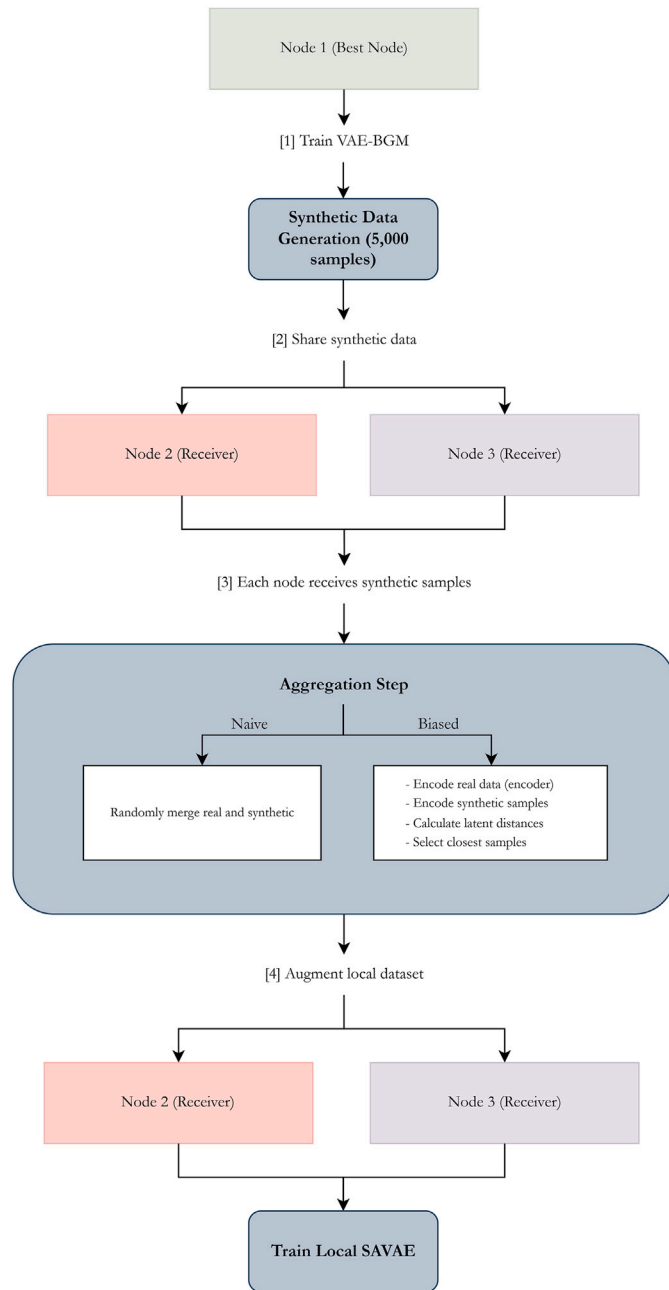 Node 1 (Best Node)
[1] Train VAE-BGM
Synthetic Data
Generation (5,000
samples)
[2] Share synthetic data
Node 2 (Receiver)
Node 3 (Receiver)
[3] Each node receives synthetic samples
Aggregation Step
Naive
Biased
Randomly merge real and synthetic
- Encode real data (encoder)
- Encode synthetic samples
- Calculate latent distances
- Select closest samples
[4] Augment local dataset
Node 2 (Receiver)
Node 3 (Receiver)
Train Local SAVAE